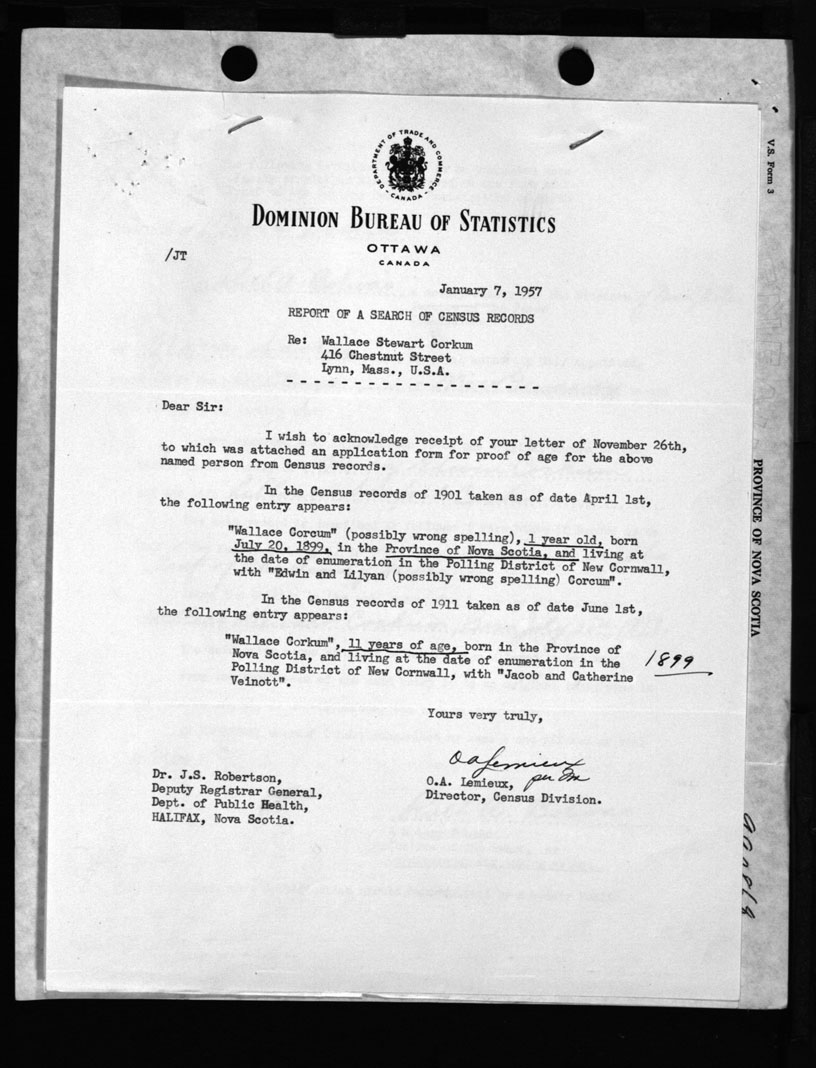 V.S. Form 3
DEPARTMENT OF TRADE AND COMMERCE
CANADA
DOMINION BUREAU OF STATISTICS
OTTAWA
CANADA
/JT
January 7, 1957
REPORT OF A SEARCH OF CENSUS RECORDS
Re: Wallace Stewart Corkum
416 Chestnut Street
Lynn, Mass., U.S.A.
Dear Sir:
I wish to acknowledge receipt of your letter of November 26th,
to which was attached an application form for proof of age for the above
named person from Census records.
In the Census records of 1901 taken as of date April 1st,
the following entry appears:
"Wallace Corcum" (possibly wrong spelling), 1 year old, born
July 20, 1899, in the Province of Nova Scotia, and living at
the date of enumeration in the Polling District of New Cornwall,
with "Edwin and Lilyan (possibly wrong spelling) Corcum".
In the Census records of 1911 taken as of date June 1st,
the following entry appears:
"Wallace Corkum", 11 years of age, born in the Province of
Nova Scotia, and living at the date of enumeration in the
Polling District of New Cornwall, with "Jacob and Catherine
Veinott".
1899
Yours very truly,
O A Lemieux
per
O.A. Lemieux,
Director, Census Division.
Dr. J.S. Robertson,
Deputy Registrar General,
Dept. of Public Health,
HALIFAX, Nova Scotia.
PROVINCE OF NOVA SCOTIA